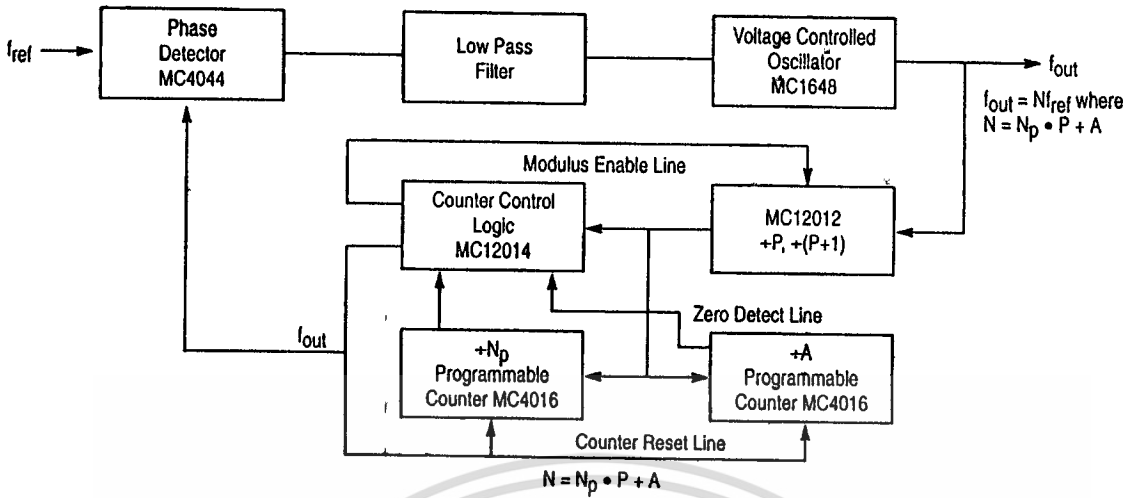 f_ref
Phase
Detector
MC4044
Low Pass
Filter
Voltage Controlled
Oscillator
MC1648
f_out
f_out = Nf_ref where
N = N_p • P + A
Modulus Enable Line
Counter Control
Logic
MC12014
MC12012
÷P, ÷(P+1)
Zero Detect Line
f_out
÷N_p
Programmable
Counter MC4016
÷A
Programmable
Counter MC4016
Counter Reset Line
N = N_p • P + A